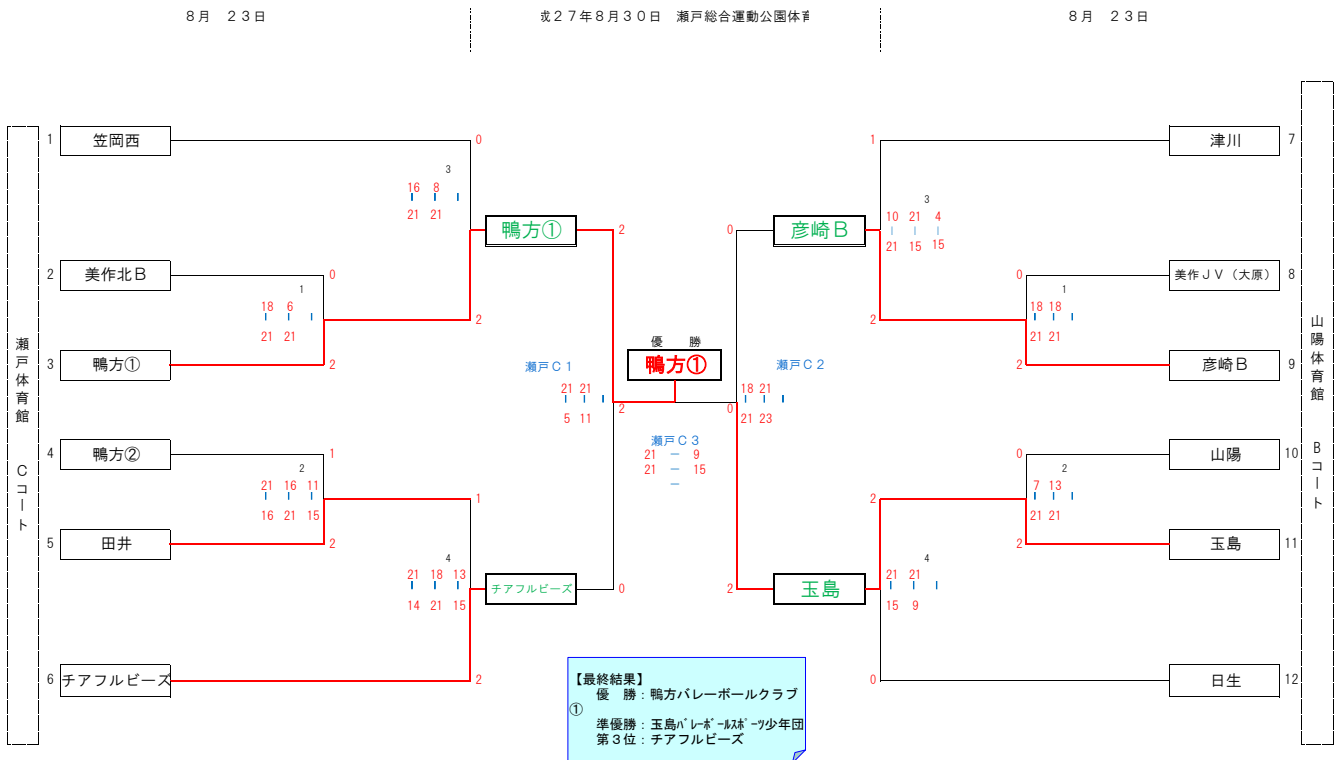 ８月　２３日
成２７年８月３０日　瀬戸総合運動公園体育
８月　２３日
瀬戸体育館　Ｃコート
山陽体育館　Ｂコート
1 笠岡西 0
3
16 8
21 21
鴨方① 2
2 美作北Ｂ 0
1
18 6
21 21
2
3 鴨方① 2
4 鴨方② 1
2
21 16 11
16 21 15
1
5 田井 2
4
21 18 13
14 21 15
チアフルビーズ 0
6 チアフルビーズ 2
瀬戸Ｃ１
21 21
5 11
2
優　勝
鴨方①
瀬戸Ｃ３
21 － 9
21 － 15
－
瀬戸Ｃ２
18 21
21 23
0
1 津川 7
3
10 21 4
21 15 15
0 彦崎Ｂ
0 美作ＪＶ（大原） 8
1
18 18
21 21
2
2 彦崎Ｂ 9
0 山陽 10
2
7 13
21 21
2
2 玉島 11
4
21 21
15 9
2 玉島
0 日生 12
【最終結果】
優　勝：鴨方バレーボールクラブ
①
準優勝：玉島ﾊﾞﾚｰﾎﾞｰﾙｽﾎﾟｰﾂ少年団
第３位：チアフルビーズ